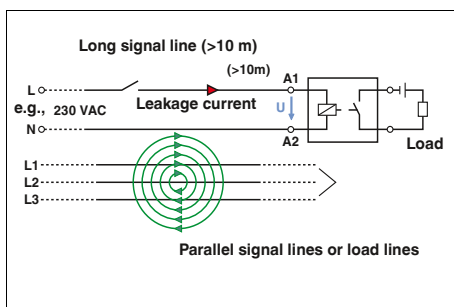 Long signal line (>10 m)
(>10m)
A1
L
Leakage current
e.g., 230 VAC
U
N
A2
Load
L1
L2
L3
Parallel signal lines or load lines